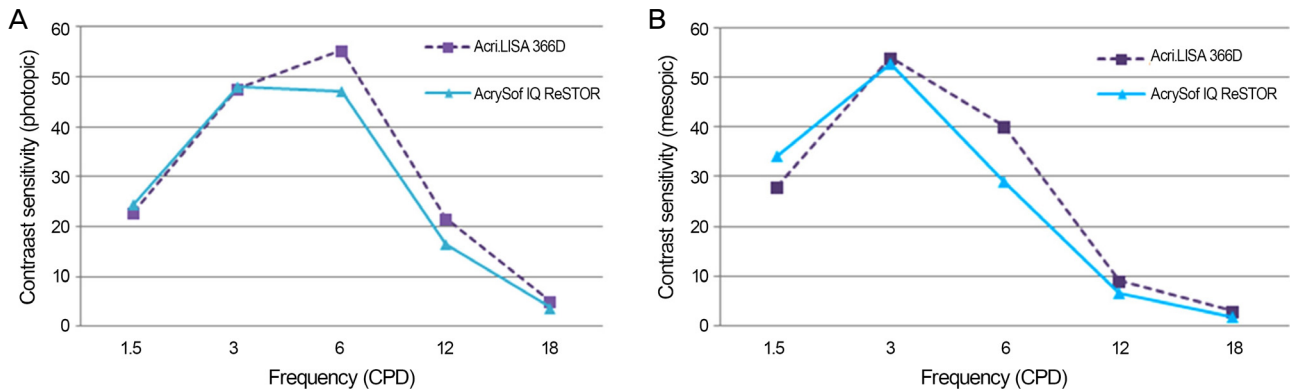 A
Contraast sensitivity (photopic)
60
50
40
30
20
10
0
1.5 3 6 12 18
Frequency (CPD)
Acri.LISA 366D
AcrySof IQ ReSTOR
B
Contrast sensitivity (mesopic)
60
50
40
30
20
10
0
1.5 3 6 12 18
Frequency (CPD)
Acri.LISA 366D
AcrySof IQ ReSTOR